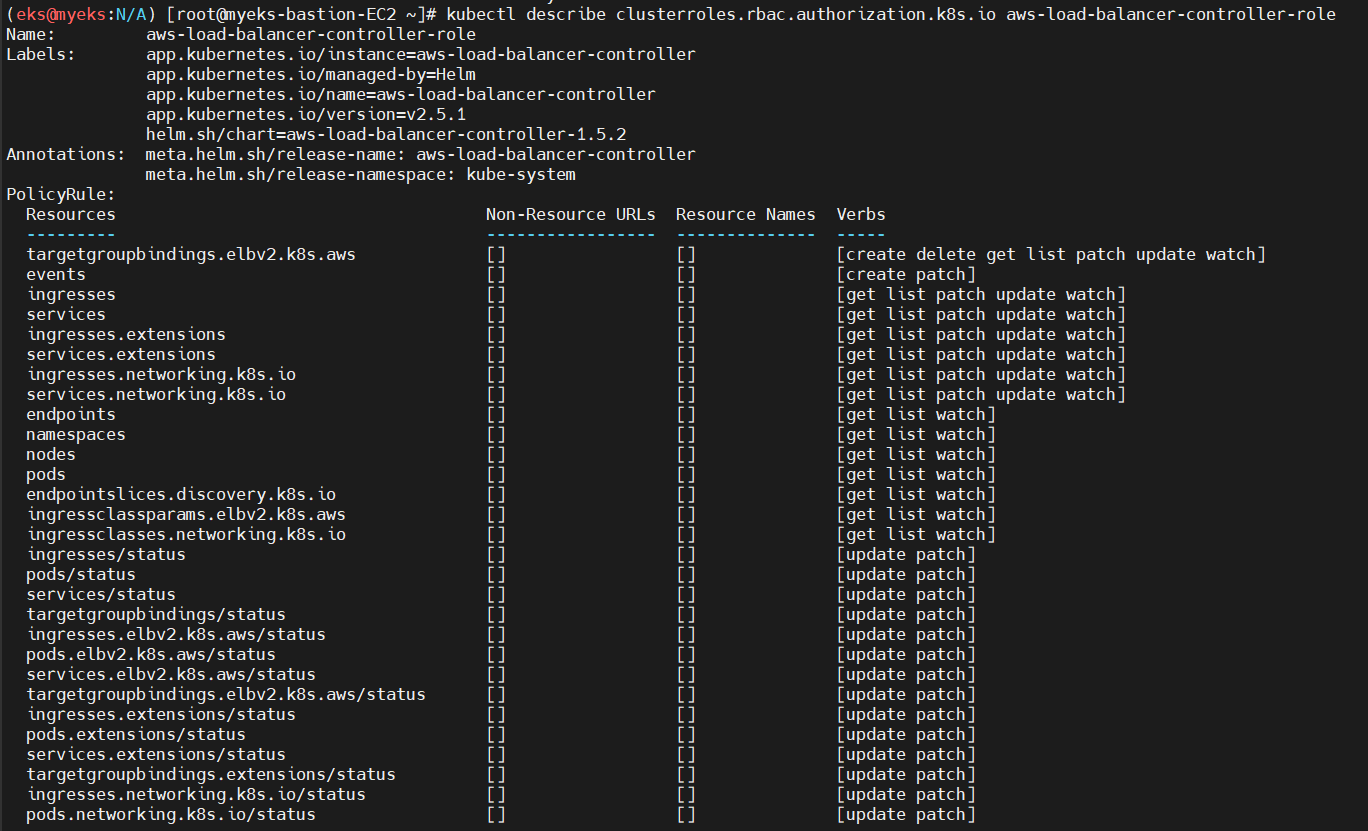 (eks@myeks:N/A) [root@myeks-bastion-EC2 ~]# kubectl describe clusterroles.rbac.authorization.k8s.io aws-load-balancer-controller-role
Name:         aws-load-balancer-controller-role
Labels:       app.kubernetes.io/instance=aws-load-balancer-controller
              app.kubernetes.io/managed-by=Helm
              app.kubernetes.io/name=aws-load-balancer-controller
              app.kubernetes.io/version=v2.5.1
              helm.sh/chart=aws-load-balancer-controller-1.5.2
Annotations:  meta.helm.sh/release-name: aws-load-balancer-controller
              meta.helm.sh/release-namespace: kube-system
PolicyRule:
  Resources                                     Non-Resource URLs  Resource Names  Verbs
  ---------                                     -----------------  --------------  -----
  targetgroupbindings.elbv2.k8s.aws             []                 []              [create delete get list patch update watch]
  events                                        []                 []              [create patch]
  ingresses                                     []                 []              [get list patch update watch]
  services                                      []                 []              [get list patch update watch]
  ingresses.extensions                          []                 []              [get list patch update watch]
  services.extensions                           []                 []              [get list patch update watch]
  ingresses.networking.k8s.io                   []                 []              [get list patch update watch]
  services.networking.k8s.io                    []                 []              [get list patch update watch]
  endpoints                                     []                 []              [get list watch]
  namespaces                                    []                 []              [get list watch]
  nodes                                         []                 []              [get list watch]
  pods                                          []                 []              [get list watch]
  endpointslices.discovery.k8s.io               []                 []              [get list watch]
  ingressclassparams.elbv2.k8s.aws              []                 []              [get list watch]
  ingressclasses.networking.k8s.io              []                 []              [get list watch]
  ingresses/status                              []                 []              [update patch]
  pods/status                                   []                 []              [update patch]
  services/status                               []                 []              [update patch]
  targetgroupbindings/status                    []                 []              [update patch]
  ingresses.elbv2.k8s.aws/status                []                 []              [update patch]
  pods.elbv2.k8s.aws/status                     []                 []              [update patch]
  services.elbv2.k8s.aws/status                 []                 []              [update patch]
  targetgroupbindings.elbv2.k8s.aws/status      []                 []              [update patch]
  ingresses.extensions/status                   []                 []              [update patch]
  pods.extensions/status                        []                 []              [update patch]
  services.extensions/status                    []                 []              [update patch]
  targetgroupbindings.extensions/status         []                 []              [update patch]
  ingresses.networking.k8s.io/status            []                 []              [update patch]
  pods.networking.k8s.io/status                 []                 []              [update patch]